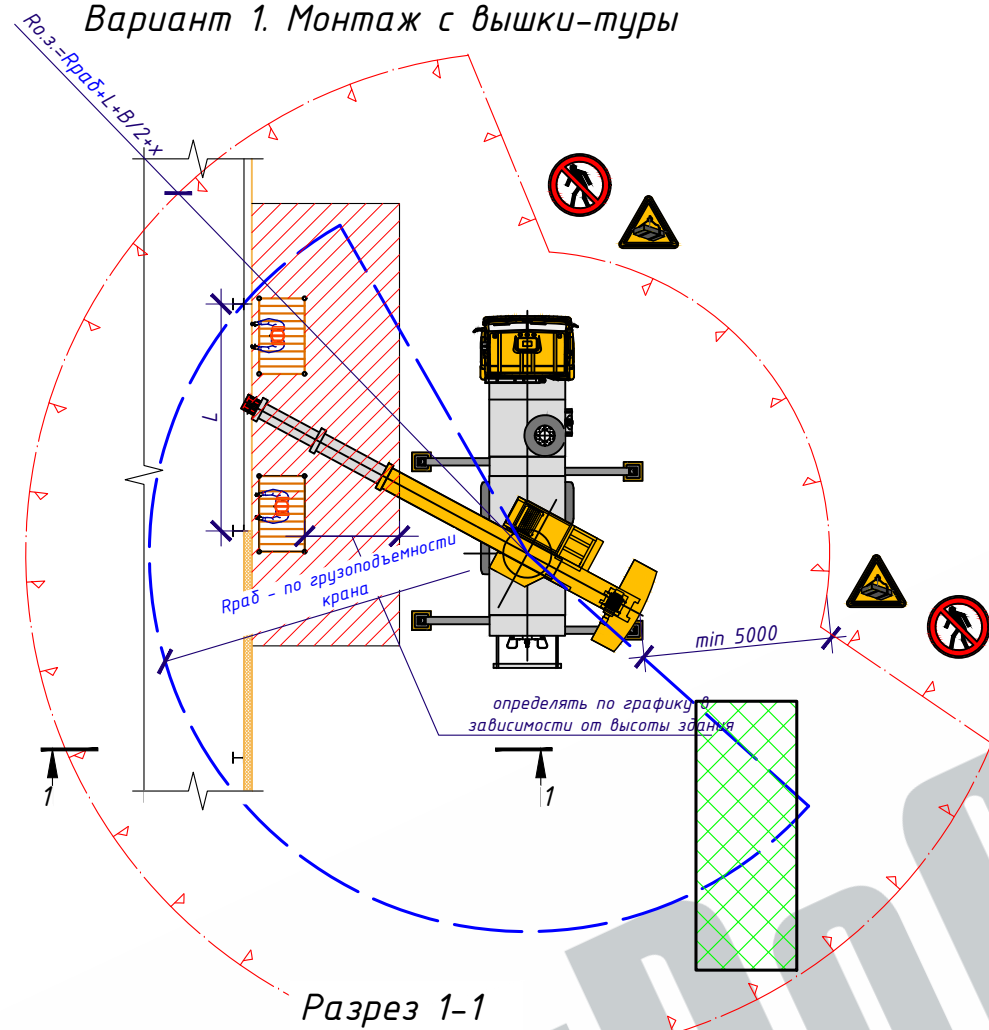 Вариант 1. Монтаж с вышки-туры
Rо.з.=Rраб+L+B/2+x
L
Rраб - по грузоподъемности
крана
min 5000
определять по графику в
зависимости от высоты здания
1
1
Разрез 1-1